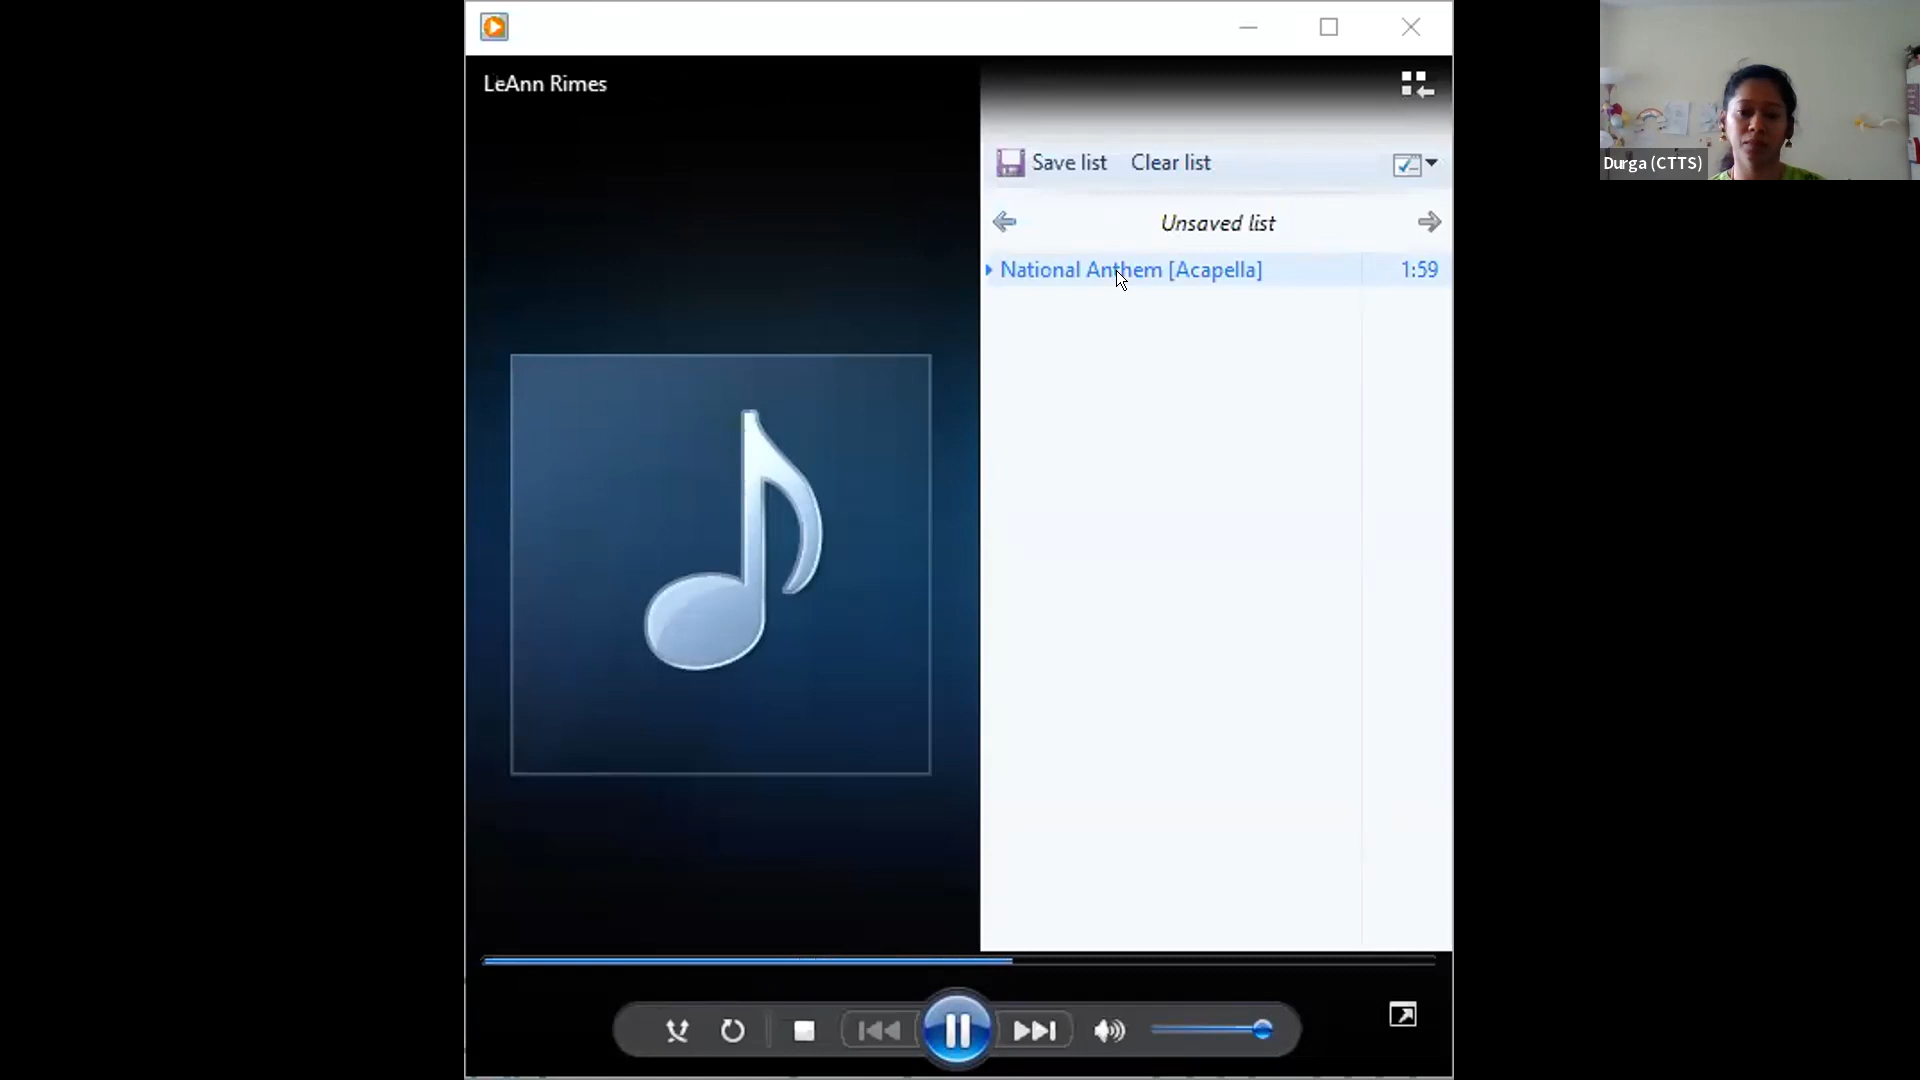 LeAnn Rimes
Save list Clear list
Unsaved list
National Anthem [Acapella] 1:59
Durga (CTTS)